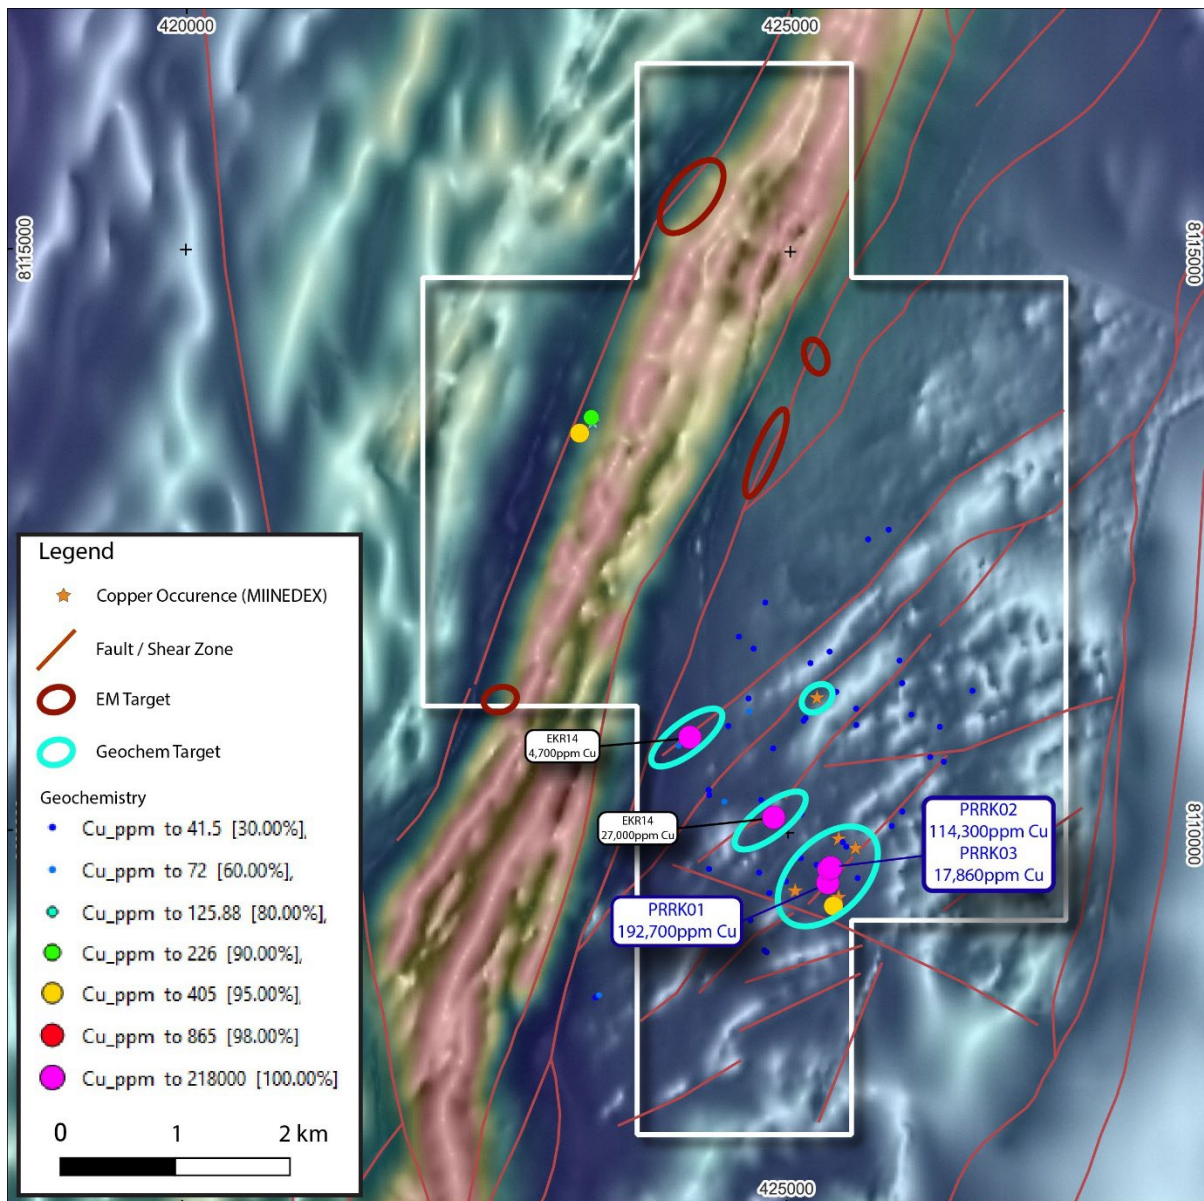 420000
425000
8115000
8115000
EKR14
4,700ppm Cu
EKR14
27,000ppm Cu
PRRK02
114,300ppm Cu
PRRK03
17,860ppm Cu
PRRK01
192,700ppm Cu
8110000
Legend
Copper Occurence (MIINEDEX)
Fault / Shear Zone
EM Target
Geochem Target
Geochemistry
Cu_ppm to 41.5 [30.00%],
Cu_ppm to 72 [60.00%],
Cu_ppm to 125.88 [80.00%],
Cu_ppm to 226 [90.00%],
Cu_ppm to 405 [95.00%],
Cu_ppm to 865 [98.00%]
Cu_ppm to 218000 [100.00%]
0 1 2 km
425000